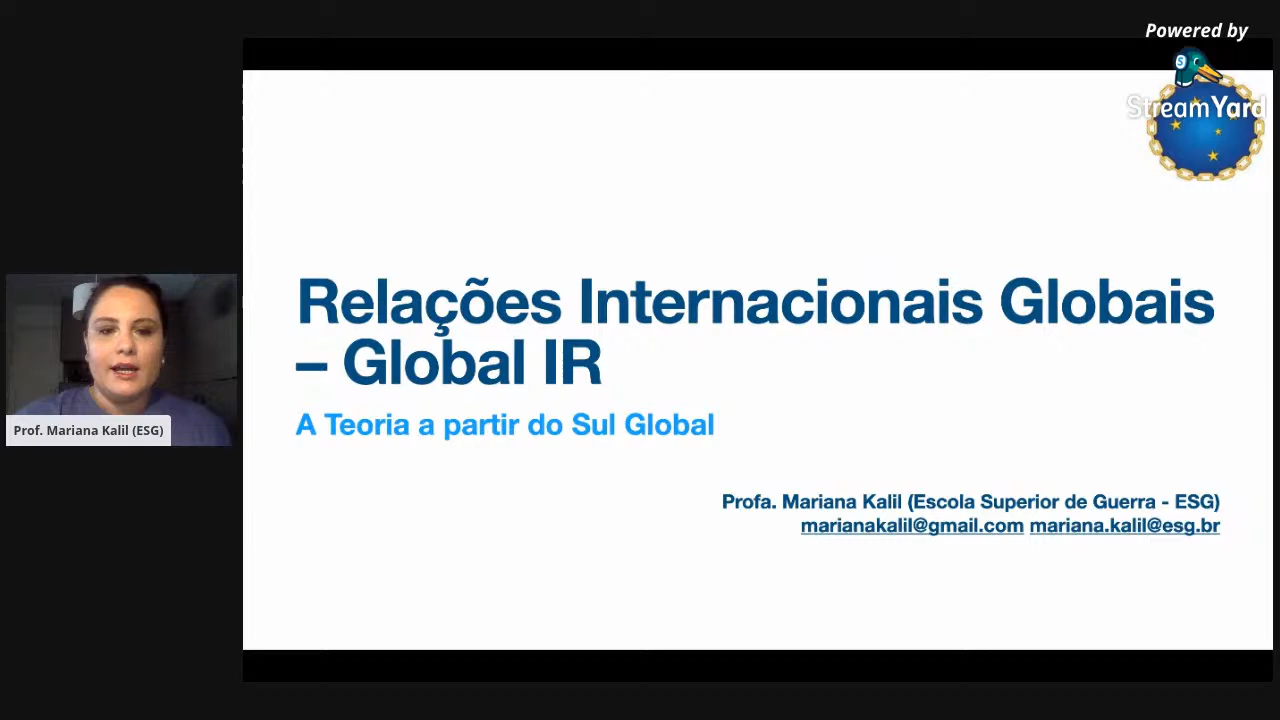 Powered by
StreamYard
Relações Internacionais Globais
– Global IR
A Teoria a partir do Sul Global
Profa. Mariana Kalil (Escola Superior de Guerra - ESG)
marianakalil@gmail.com mariana.kalil@esg.br
Prof. Mariana Kalil (ESG)